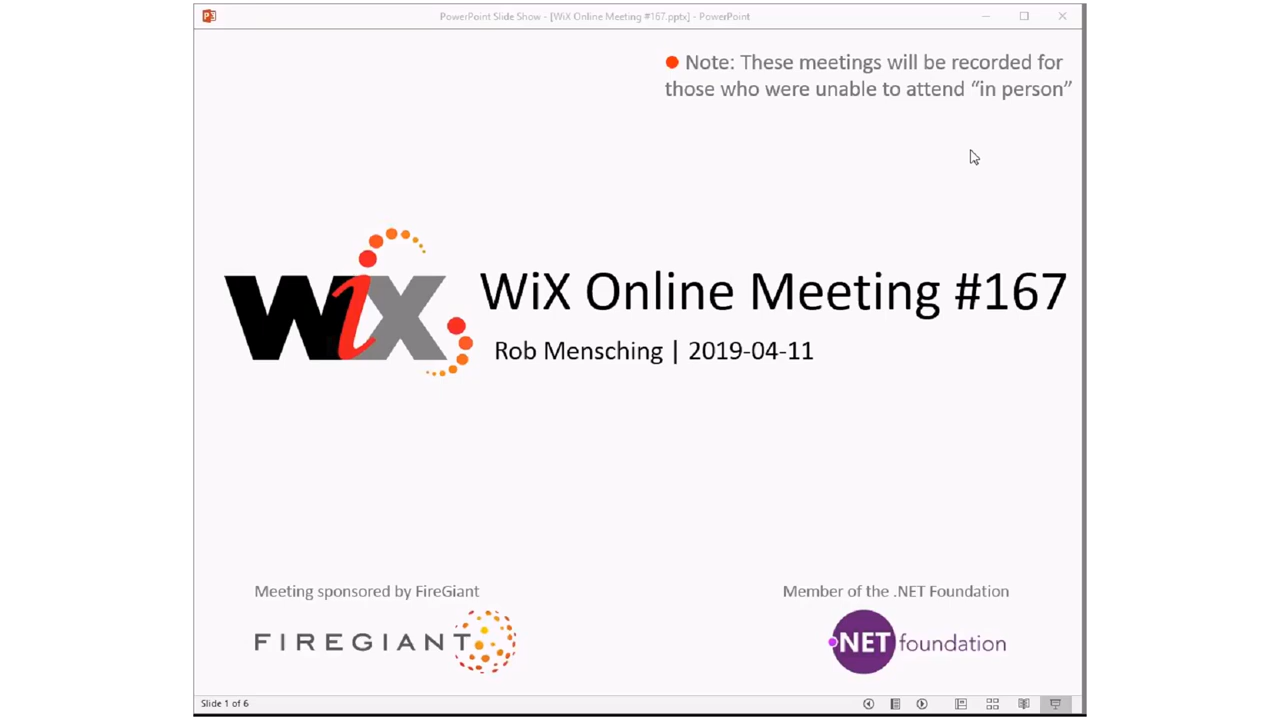 PowerPoint Slide Show - [WiX Online Meeting #167.pptx] - PowerPoint
Note: These meetings will be recorded for
those who were unable to attend “in person”
WiX
WiX Online Meeting #167
Rob Mensching | 2019-04-11
Meeting sponsored by FireGiant
FIREGIANT
Member of the .NET Foundation
.NET foundation
Slide 1 of 6